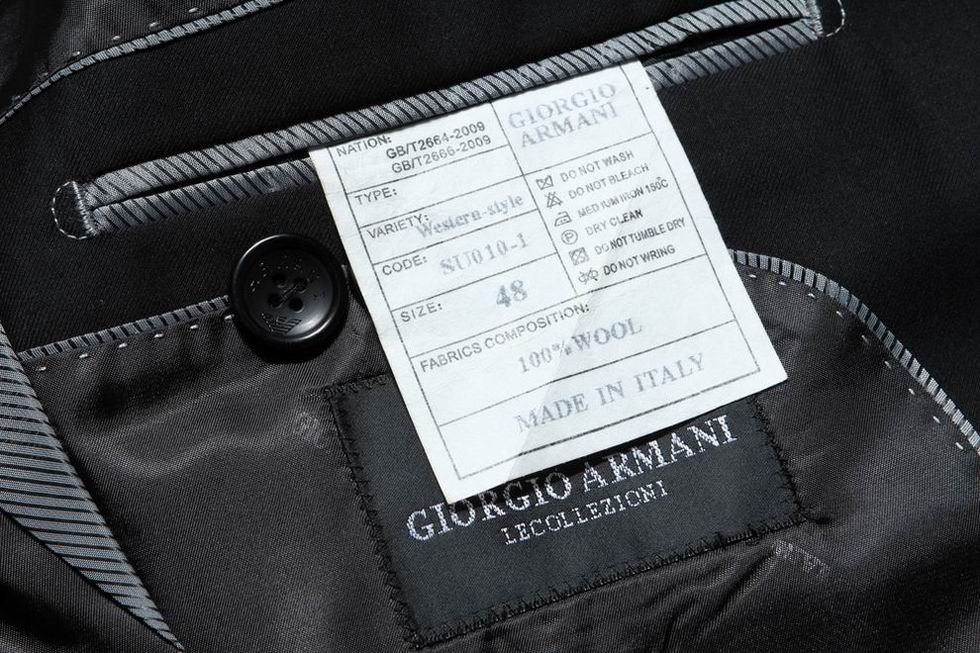 NATION:
GB/T2664-2009
GB/T2666-2009
GIORGIO
ARMANI
TYPE:
VARIETY:
Western-style
CODE:
SU010-1
SIZE:
48
DO NOT WASH
DO NOT BLEACH
MEDIUM IRON 150C
DRY CLEAN
DO NOT TUMBLE DRY
DO NOT WRING
FABRICS COMPOSITION:
100%WOOL
MADE IN ITALY
GIORGIO ARMANI
LECOLLEZIONI